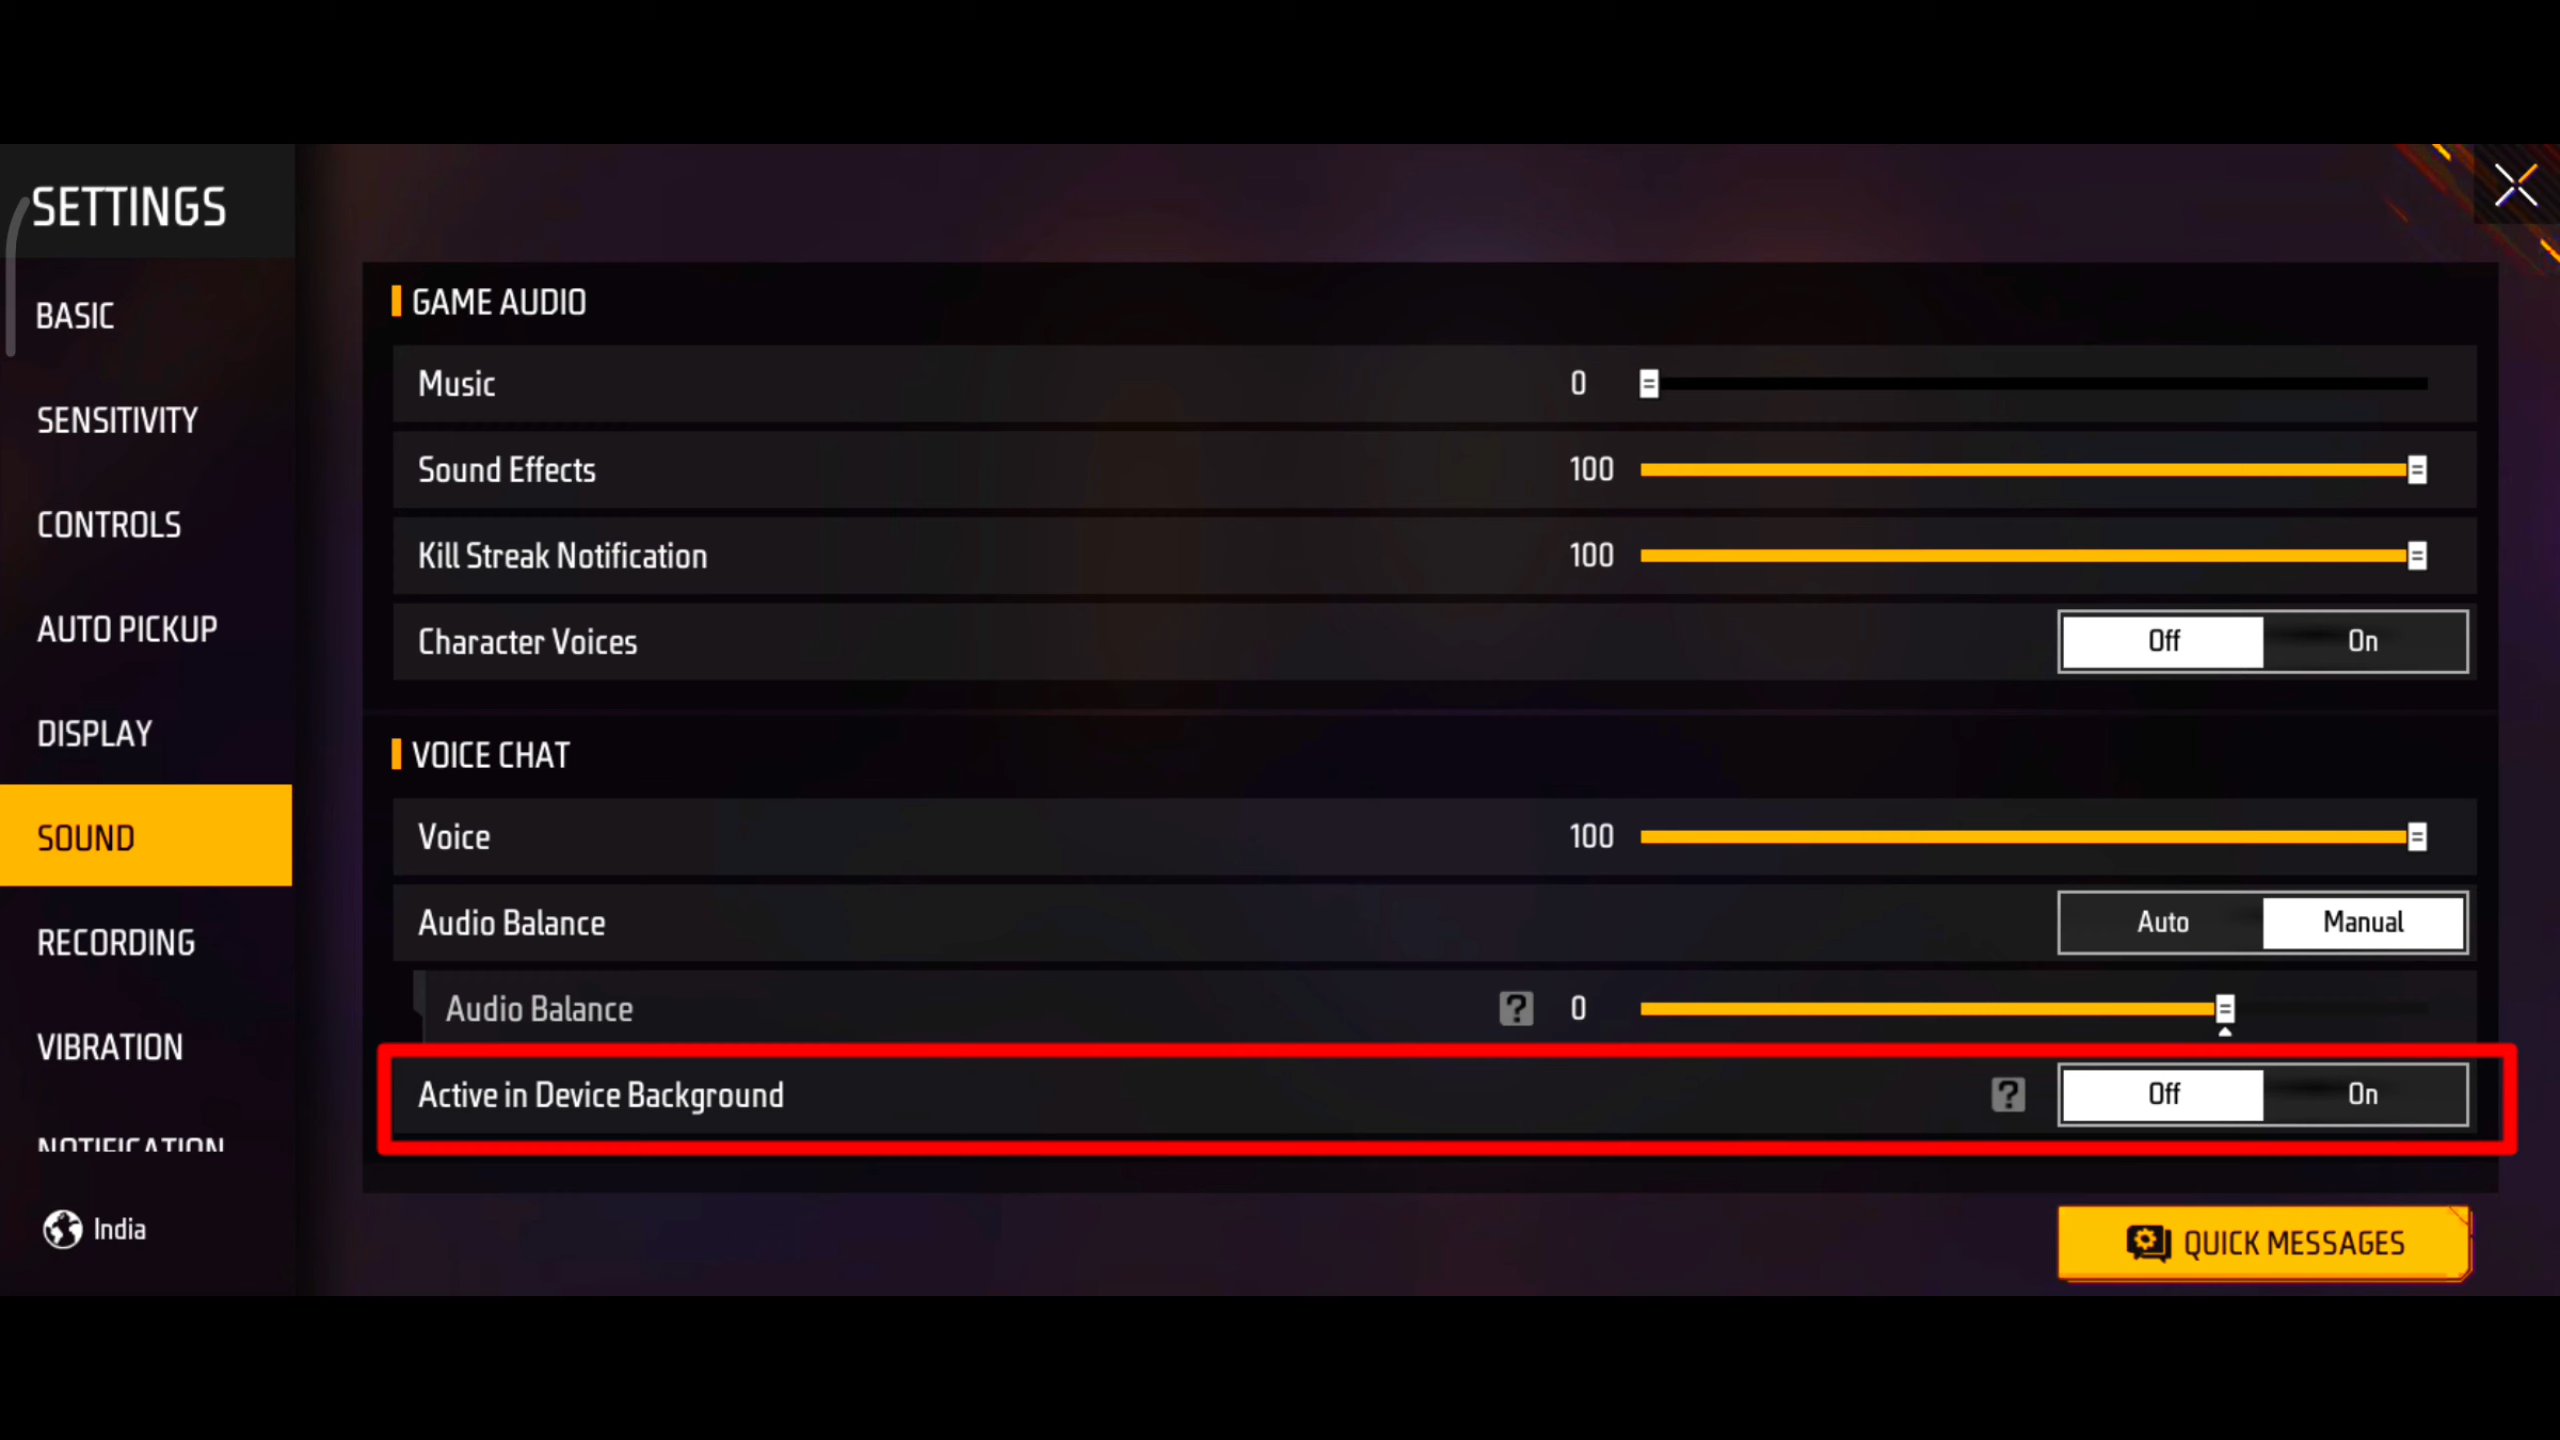 SETTINGS
BASIC
SENSITIVITY
CONTROLS
AUTO PICKUP
DISPLAY
SOUND
RECORDING
VIBRATION
NOTIFICATION
India
GAME AUDIO
Music 0
Sound Effects 100
Kill Streak Notification 100
Character Voices Off On
VOICE CHAT
Voice 100
Audio Balance Auto Manual
Audio Balance ? 0
Active in Device Background ? Off On
QUICK MESSAGES